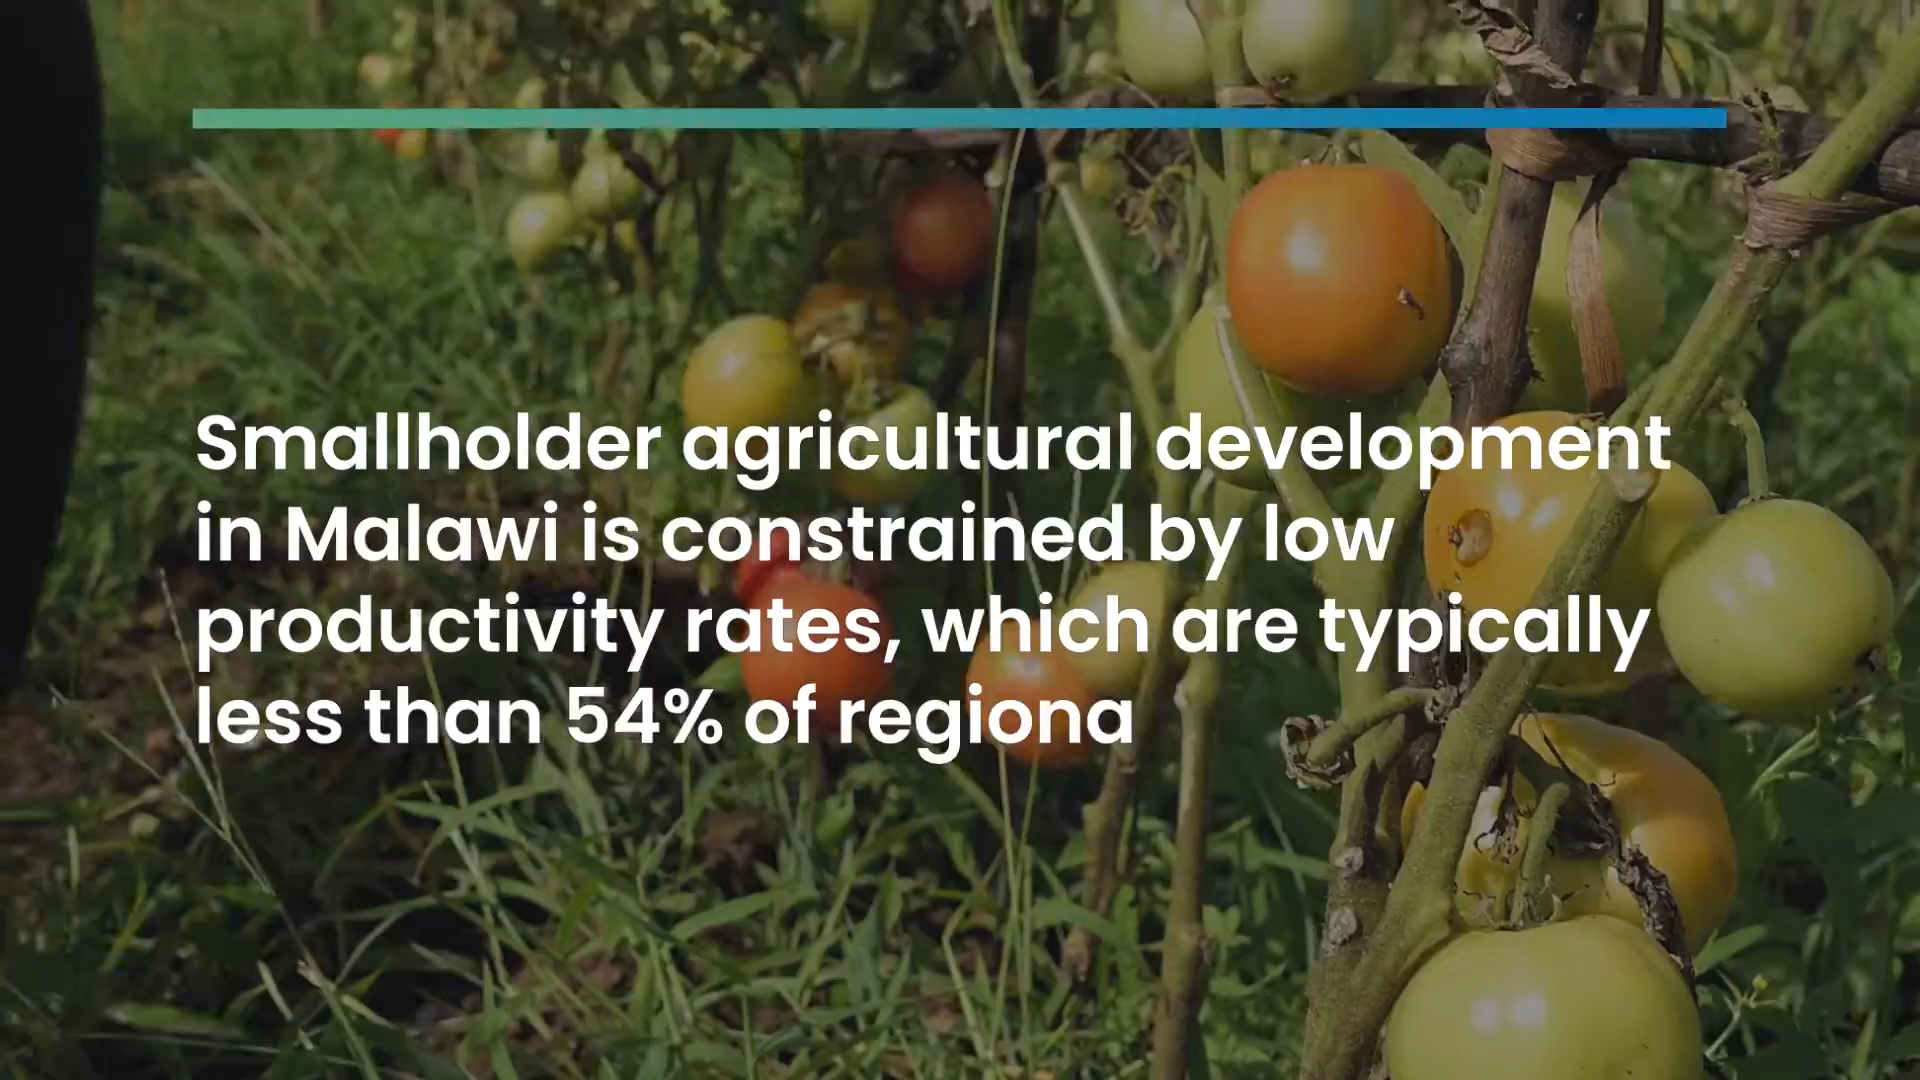 Smallholder agricultural development
in Malawi is constrained by low
productivity rates, which are typically
less than 54% of regiona